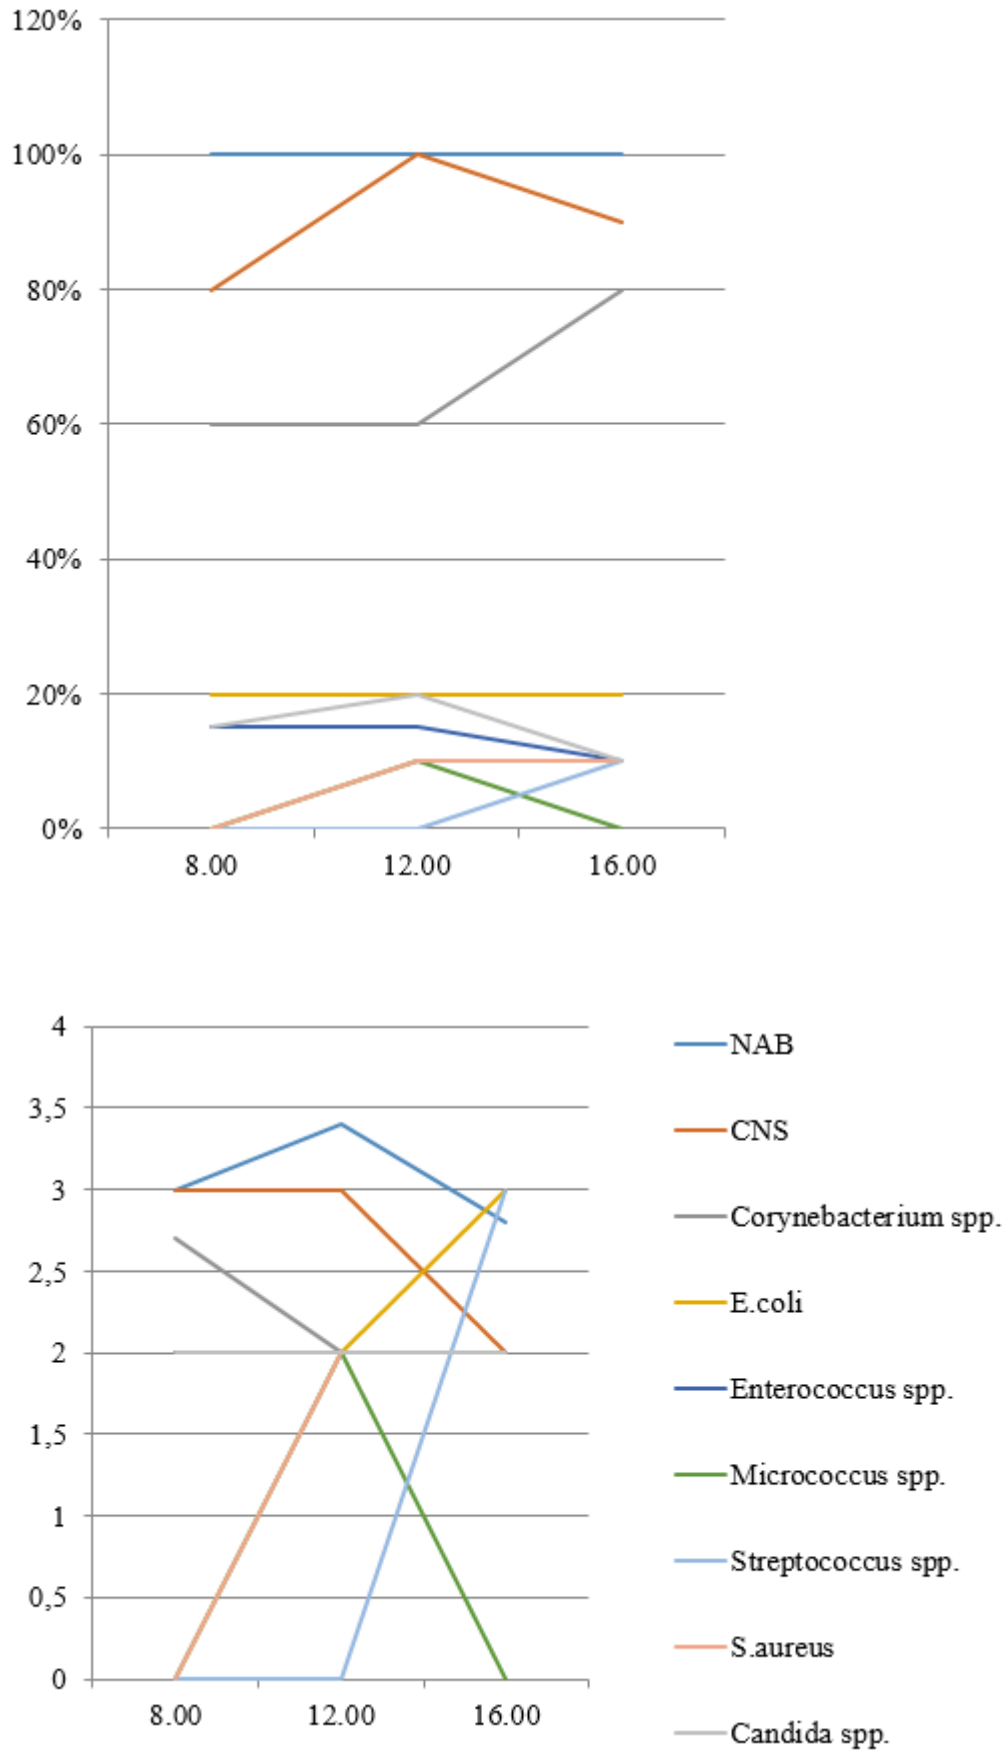 120%
100%
80%
60%
40%
20%
0%
8.00 12.00 16.00
4
3,5
3
2,5
2
1,5
1
0,5
0
8.00 12.00 16.00
NAB
CNS
Corynebacterium spp.
E.coli
Enterococcus spp.
Micrococcus spp.
Streptococcus spp.
S.aureus
Candida spp.